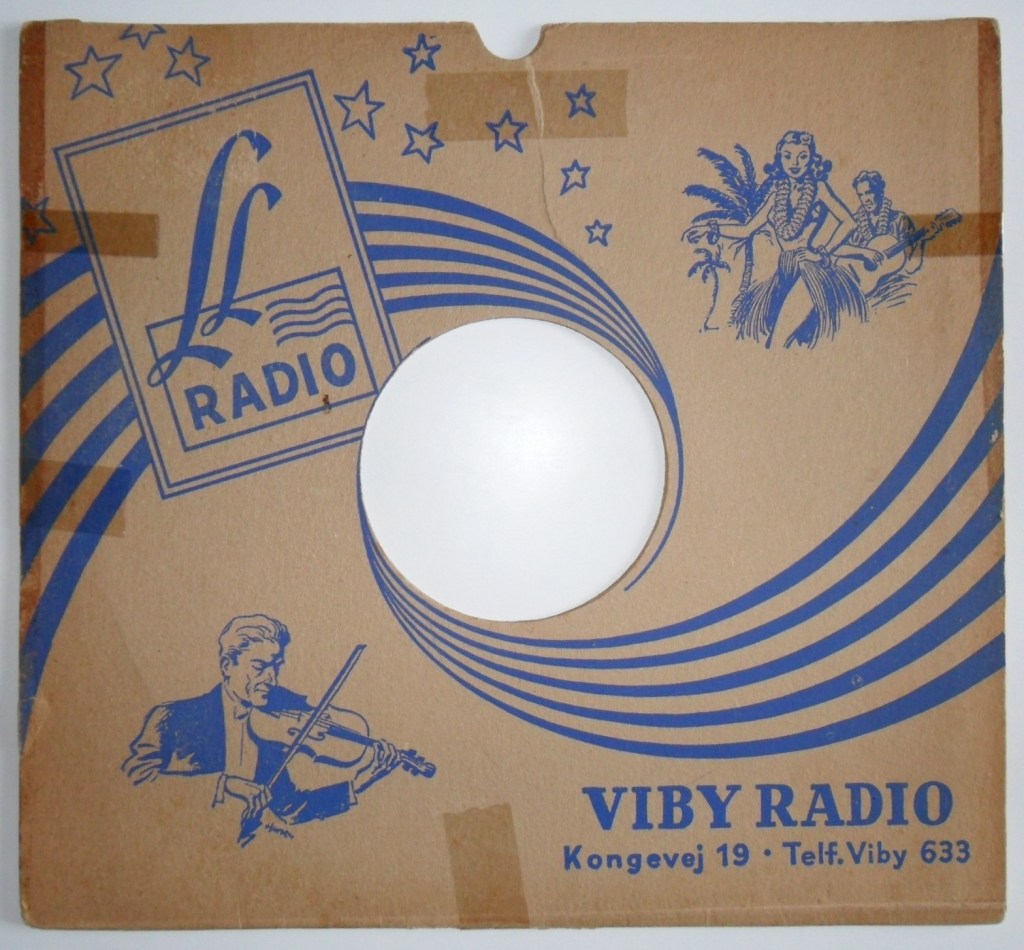 LL
RADIO
VIBY RADIO
Kongevej 19 · Telf. Viby 633